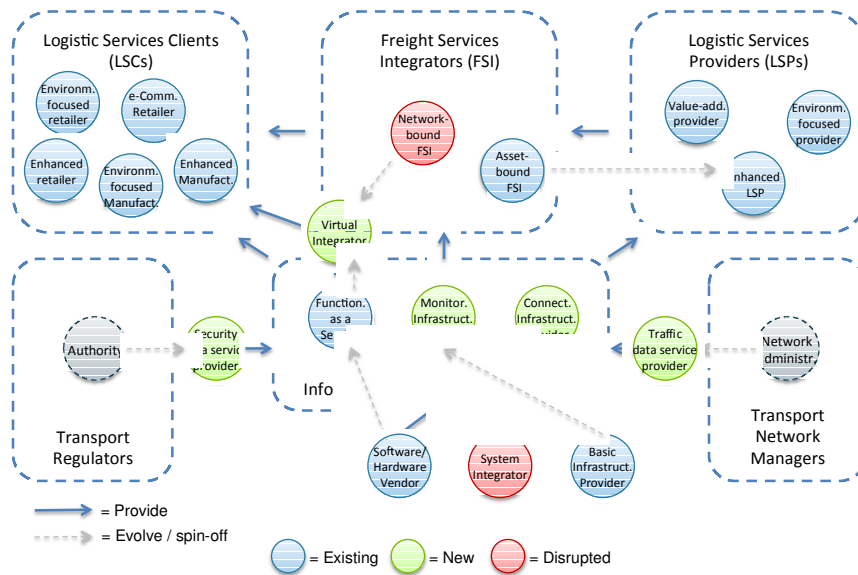 Logistic Services Clients
(LSCs)
Freight Services
Integrators (FSI)
Logistic Services
Providers (LSPs)
Environm.
focused
retailer
e-Comm.
Retailer
Enhanced
retailer
Environm.
focused
Manufact.
Enhanced
Manufact.
Network-
bound
FSI
Asset-
bound
FSI
Value-add.
provider
Environm.
focused
provider
Enhanced
LSP
Virtual
Integrator
Function.
as a
Se
Monitor.
Infrastruct.
Connect.
Infrastruct.
Authority
Security
a servic
provider
Traffic
data service
provider
Network
dministr
Info
Transport
Regulators
Transport
Network
Managers
Software/
Hardware
Vendor
System
Integrator
Basic
Infrastruct.
Provider
= Provide
= Evolve / spin-off
= Existing
= New
= Disrupted